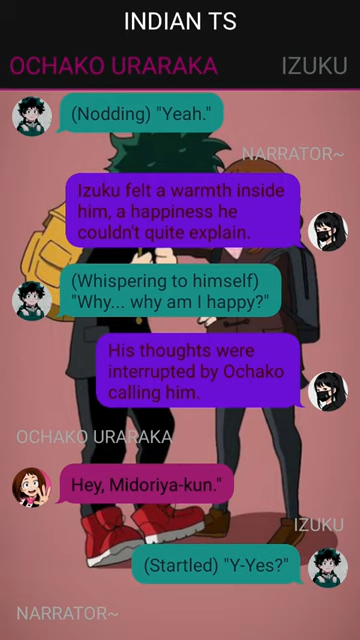 INDIAN TS
OCHAKO URARAKA
IZUKU
(Nodding) "Yeah."
NARRATOR~
Izuku felt a warmth inside
him, a happiness he
couldn't quite explain.
(Whispering to himself)
"Why... why am I happy?"
His thoughts were
interrupted by Ochako
calling him.
OCHAKO URARAKA
Hey, Midoriya-kun."
IZUKU
(Startled) "Y-Yes?"
NARRATOR~